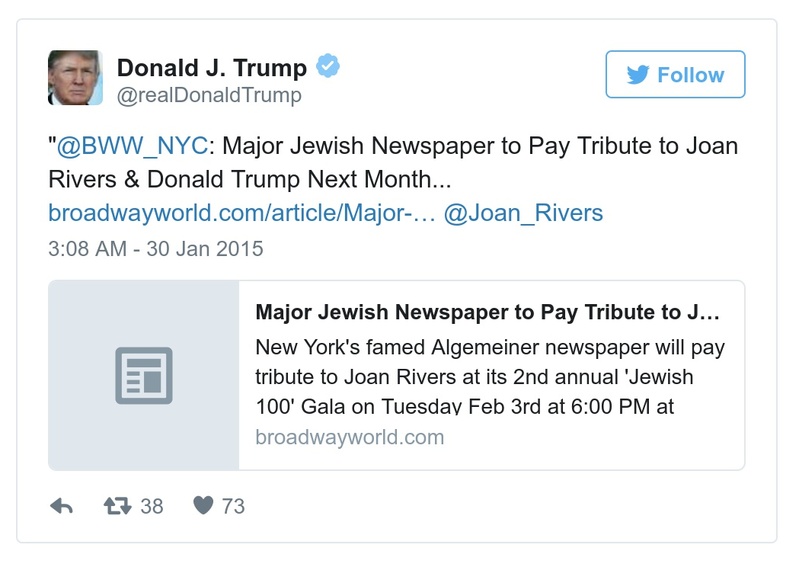 Donald J. Trump
@realDonaldTrump
Follow
"@BWW_NYC: Major Jewish Newspaper to Pay Tribute to Joan
Rivers & Donald Trump Next Month...
broadwayworld.com/article/Major-… @Joan_Rivers
3:08 AM - 30 Jan 2015
Major Jewish Newspaper to Pay Tribute to J…
New York's famed Algemeiner newspaper will pay
tribute to Joan Rivers at its 2nd annual 'Jewish
100' Gala on Tuesday Feb 3rd at 6:00 PM at
broadwayworld.com
38
73